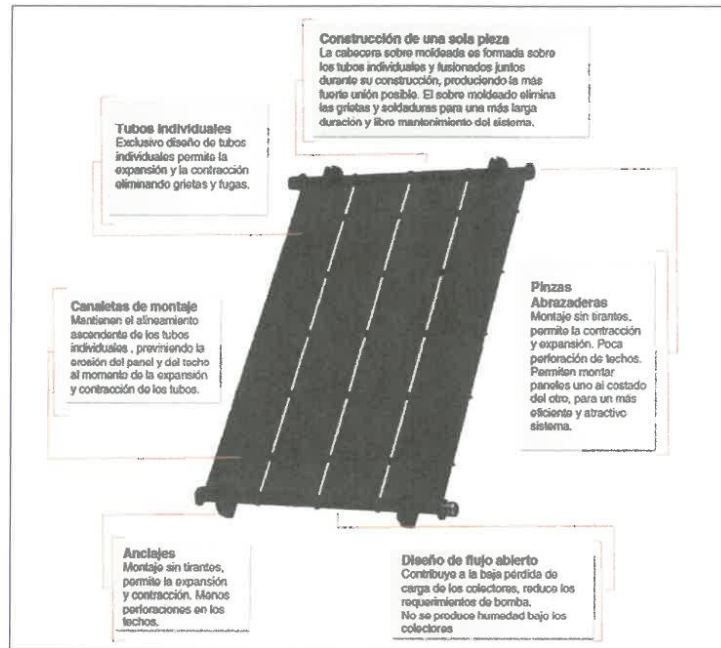 Construcción de una sola pieza
La cabecera sobre moldeada es formada sobre
los tubos individuales y fusionados juntos
durante su construcción, produciendo la más
fuerte unión posible. El sobre moldeado elimina
las grietas y soldaduras para una más larga
duración y libre mantenimiento del sistema.
Tubos Individuales
Exclusivo diseño de tubos
individuales permite la
expansión y la contracción
eliminando grietas y fugas.
Canaletas de montaje
Mantienen el alineamiento
ascendente de los tubos
individuales , previniendo la
erosión del panel y del techo
al momento de la expansión
y contracción de los tubos.
Pinzas
Abrazaderas
Montaje sin tirantes,
permite la contracción
y expansión. Poca
perforación de techos.
Permiten montar
paneles uno al costado
del otro, para un más
eficiente y atractivo
sistema.
Anclajes
Montaje sin tirantes,
permite la expansión
y contracción. Menos
perforaciones en los
techos.
Diseño de flujo abierto
Contribuye a la baja pérdida de
carga de los colectores, reduce los
requerimientos de bomba.
No se produce humedad bajo los
colectores